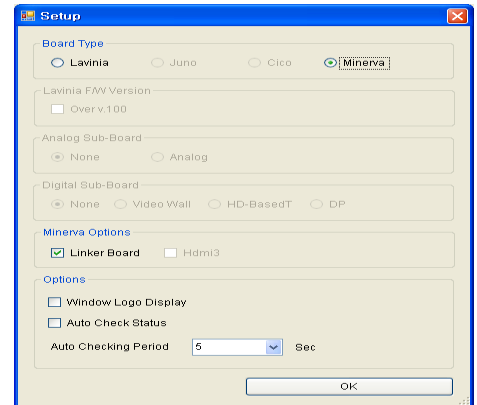 Setup
Board Type
Lavinia Juno Cico Minerva
Lavinia F/W Version
Over v.100
Analog Sub-Board
None Analog
Digital Sub-Board
None Video Wall HD-BasedT DP
Minerva Options
Linker Board Hdmi3
Options
Window Logo Display
Auto Check Status
Auto Checking Period 5 Sec
OK